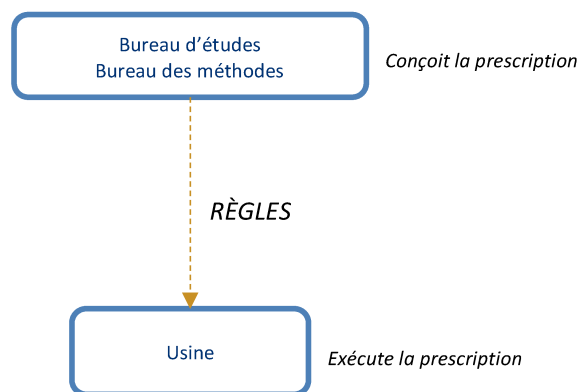 Bureau d’études
Bureau des méthodes
Conçoit la prescription
RÈGLES
Usine
Exécute la prescription